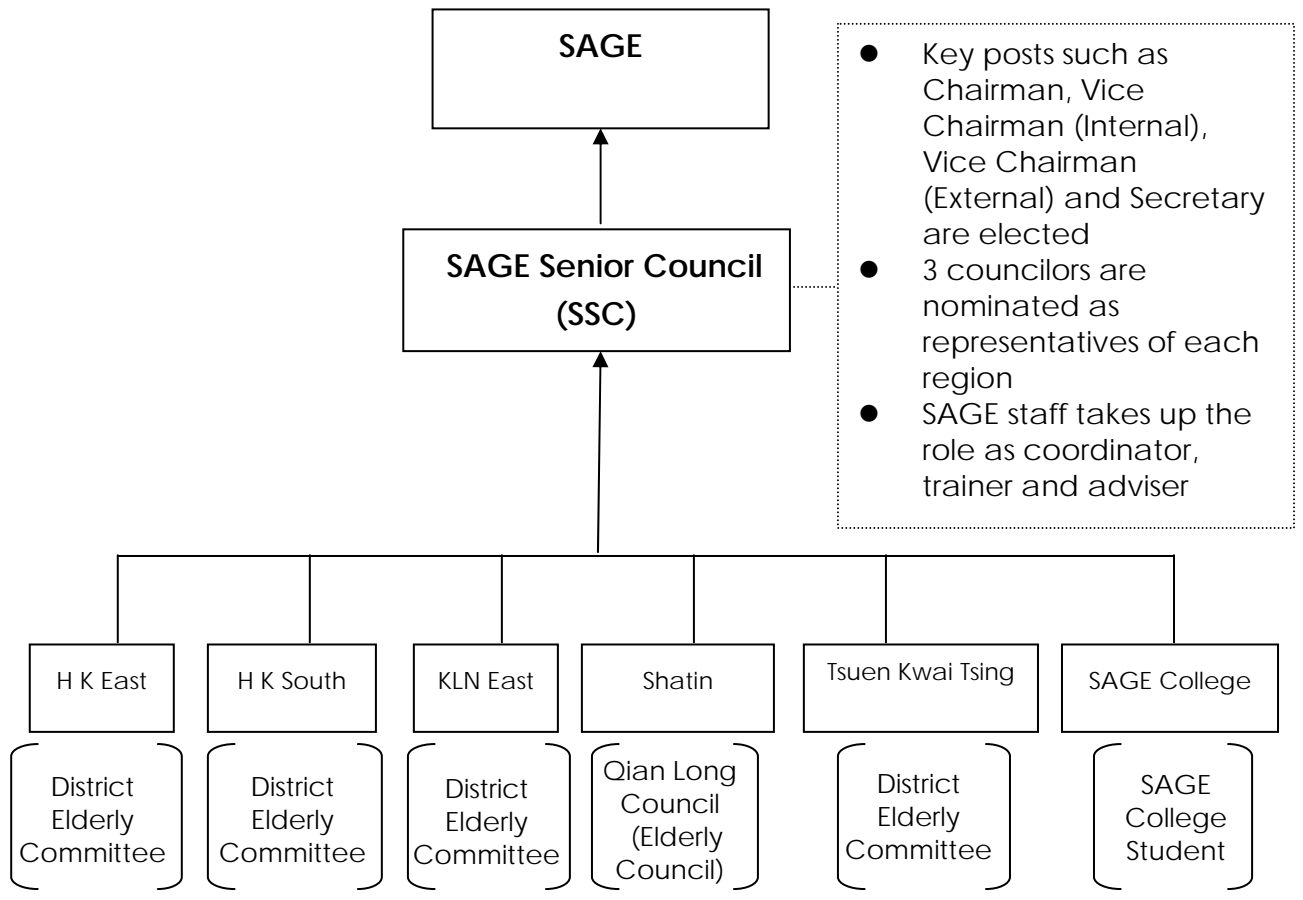 SAGE
● Key posts such as
Chairman, Vice
Chairman (Internal),
Vice Chairman
(External) and Secretary
are elected
● 3 councilors are
nominated as
representatives of each
region
● SAGE staff takes up the
role as coordinator,
trainer and adviser
SAGE Senior Council
(SSC)
H K East
H K South
KLN East
Shatin
Tsuen Kwai Tsing
SAGE College
District
Elderly
Committee
District
Elderly
Committee
District
Elderly
Committee
Qian Long
Council
(Elderly
Council)
District
Elderly
Committee
SAGE
College
Student